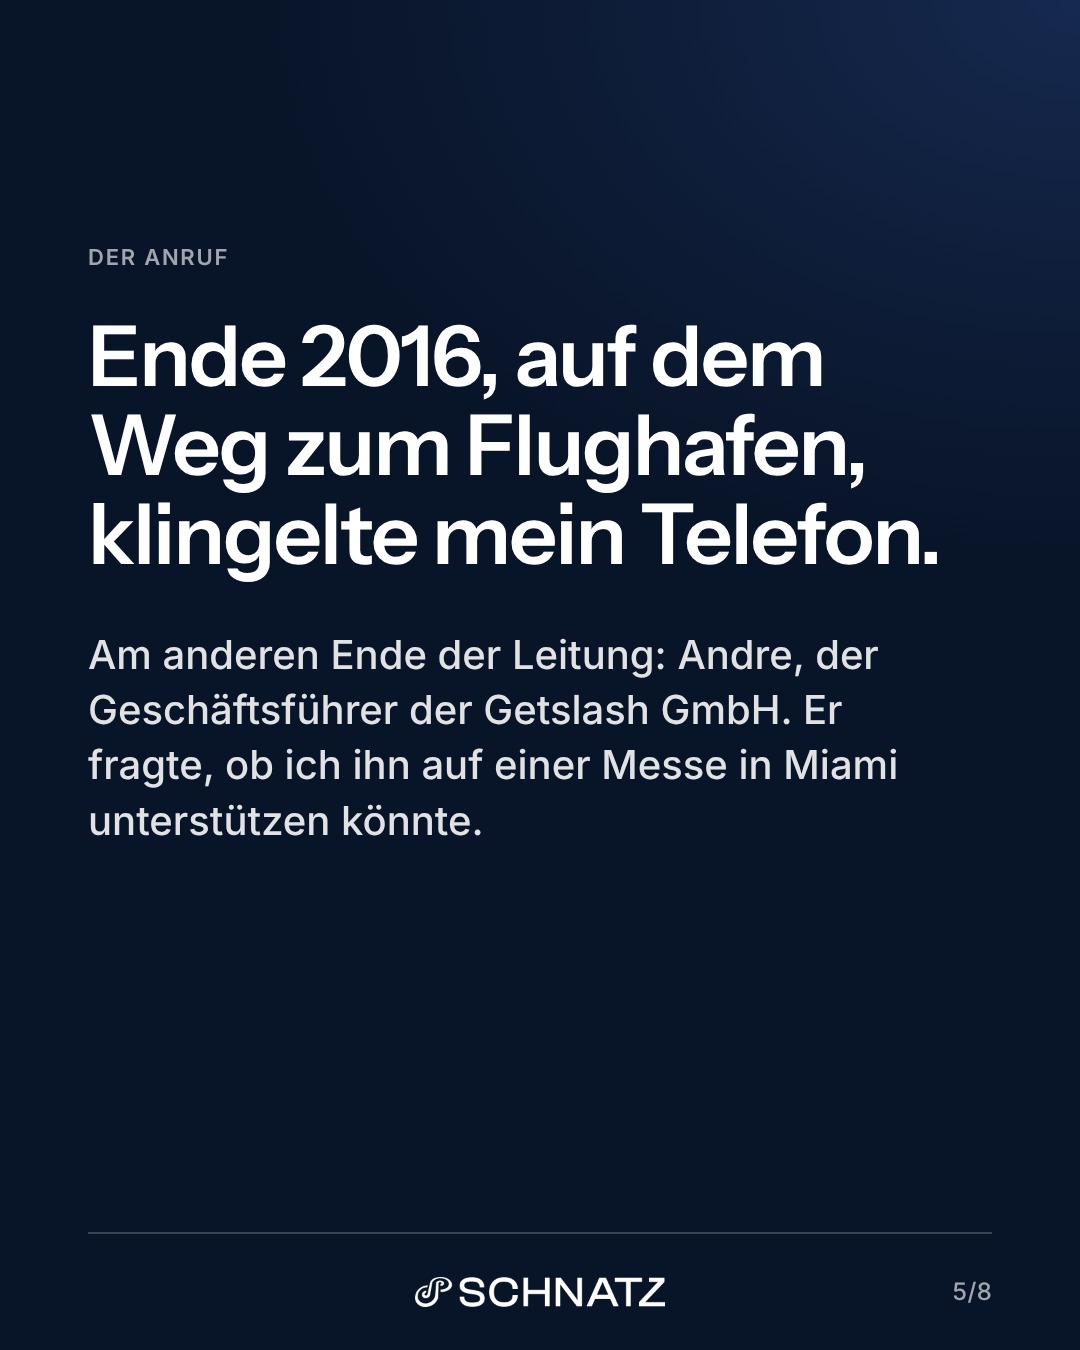 DER ANRUF
Ende 2016, auf dem
Weg zum Flughafen,
klingelte mein Telefon.
Am anderen Ende der Leitung: Andre, der
Geschäftsführer der Getslash GmbH. Er
fragte, ob ich ihn auf einer Messe in Miami
unterstützen könnte.
SCHNATZ
5/8